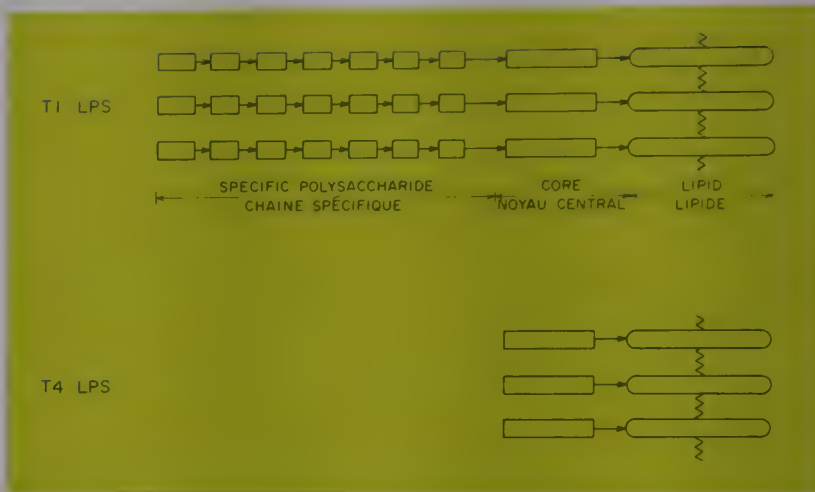 T1 LPS
SPECIFIC POLYSACCHARIDE
CHAINE SPÉCIFIQUE
CORE
NOYAU CENTRAL
LIPID
LIPIDE
T4 LPS